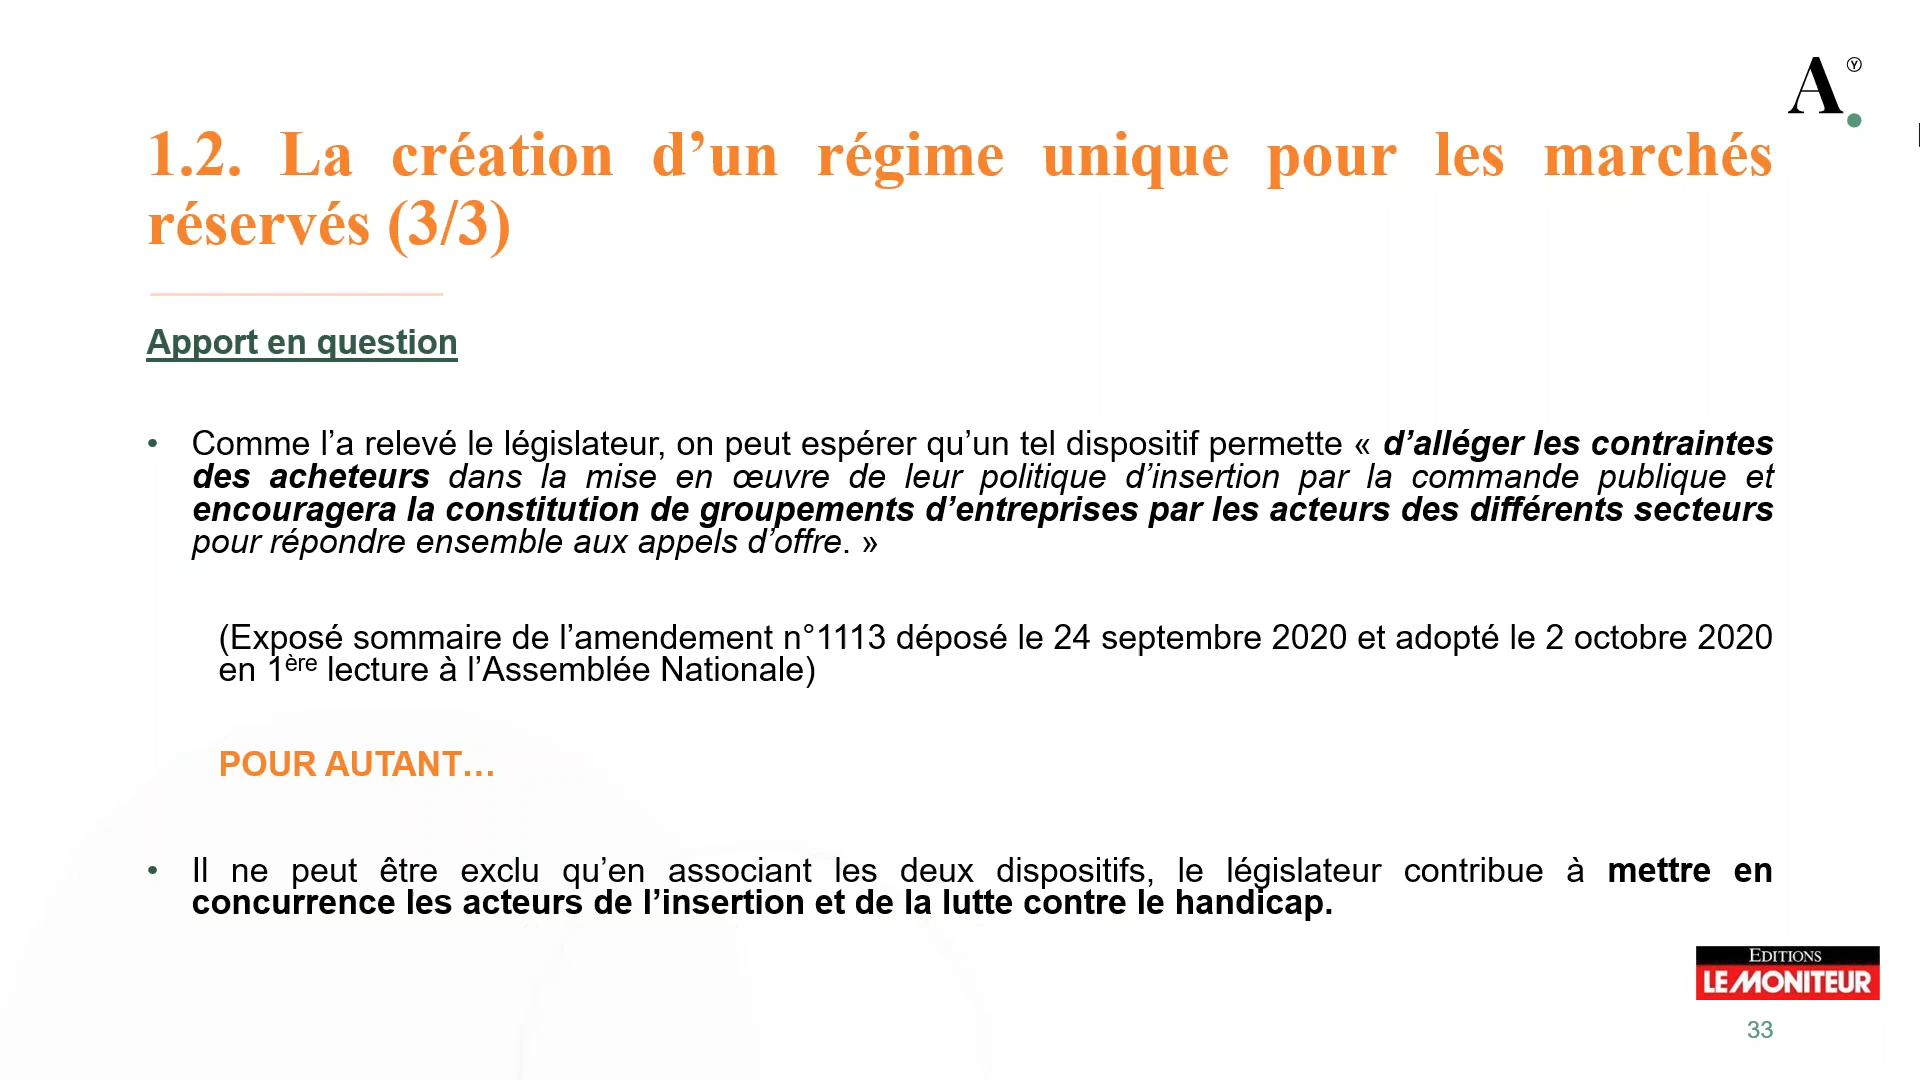 A
1.2. La création d’un régime unique pour les marchés
réservés (3/3)
Apport en question
• Comme l’a relevé le législateur, on peut espérer qu’un tel dispositif permette « d’alléger les contraintes
des acheteurs dans la mise en œuvre de leur politique d’insertion par la commande publique et
encouragera la constitution de groupements d’entreprises par les acteurs des différents secteurs
pour répondre ensemble aux appels d’offre. »
(Exposé sommaire de l’amendement n°1113 déposé le 24 septembre 2020 et adopté le 2 octobre 2020
en 1ère lecture à l’Assemblée Nationale)
POUR AUTANT…
• Il ne peut être exclu qu’en associant les deux dispositifs, le législateur contribue à mettre en
concurrence les acteurs de l’insertion et de la lutte contre le handicap.
EDITIONS
LE MONITEUR
33